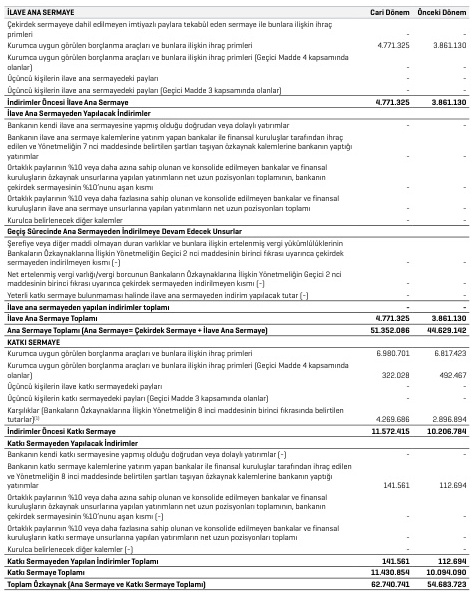 İLAVE ANA SERMAYE Cari Dönem Önceki Dönem
Çekirdek sermayeye dahil edilmeyen imtiyazlı paylara tekabül eden sermaye ile bunlara ilişkin ihraç
primleri - -
Kurumca uygun görülen borçlanma araçları ve bunlara ilişkin ihraç primleri 4.771.325 3.861.130
Kurumca uygun görülen borçlanma araçları ve bunlara ilişkin ihraç primleri (Geçici Madde 4 kapsamında
olanlar) - -
Üçüncü kişilerin ilave ana sermayedeki payları - -
Üçüncü kişilerin ilave ana sermayedeki payları (Geçici Madde 3 kapsamında olanlar) - -
İndirimler Öncesi İlave Ana Sermaye 4.771.325 3.861.130
İlave Ana Sermayeden Yapılacak İndirimler
Bankanın kendi ilave ana sermayesine yapmış olduğu doğrudan veya dolaylı yatırımlar - -
Bankanın ilave ana sermaye kalemlerine yatırım yapan bankalar ile finansal kuruluşlar tarafından ihraç
edilen ve Yönetmeliğin 7 nci maddesinde belirtilen şartları taşıyan özkaynak kalemlerine bankanın yaptığı
yatırımlar - -
Ortaklık paylarının %10 veya daha azına sahip olunan ve konsolide edilmeyen bankalar ve finansal
kuruluşların özkaynak unsurlarına yapılan yatırımların net uzun pozisyonları toplamının, bankanın
çekirdek sermayesinin %10'nunu aşan kısmı - -
Ortaklık paylarının %10 veya daha fazlasına sahip olunan ve konsolide edilmeyen bankalar ve finansal
kuruluşların ilave ana sermaye unsurlarına yapılan yatırımların net uzun pozisyonları toplamı - -
Kurulca belirlenecek diğer kalemler - -
Geçiş Sürecinde Ana Sermayeden İndirilmeye Devam Edecek Unsurlar
Şerefiye veya diğer maddi olmayan duran varlıklar ve bunlara ilişkin ertelenmiş vergi yükümlülüklerinin
Bankaların Özkaynaklarına İlişkin Yönetmeliğin Geçici 2 nci maddesinin birinci fıkrası uyarınca çekirdek
sermayeden indirilmeyen kısmı (-) - -
Net ertelenmiş vergi varlığı/vergi borcunun Bankaların Özkaynaklarına İlişkin Yönetmeliğin Geçici 2 nci
maddesinin birinci fıkrası uyarınca çekirdek sermayeden indirilmeyen kısmı (-) - -
Yeterli katkı sermaye bulunmaması halinde ilave ana sermayeden indirim yapılacak tutar (-) - -
İlave ana sermayeden yapılan indirimler toplamı - -
İlave Ana Sermaye Toplamı 4.771.325 3.861.130
Ana Sermaye Toplamı (Ana Sermaye= Çekirdek Sermaye + İlave Ana Sermaye) 51.352.086 44.629.142
KATKI SERMAYE
Kurumca uygun görülen borçlanma araçları ve bunlara ilişkin ihraç primleri 6.980.701 6.817.423
Kurumca uygun görülen borçlanma araçları ve bunlara ilişkin ihraç primleri (Geçici Madde 4 kapsamında
olanlar) 322.028 492.467
Üçüncü kişilerin ilave katkı sermayedeki payları - -
Üçüncü kişilerin katkı sermayedeki payları (Geçici Madde 3 kapsamında olanlar) - -
Karşılıklar (Bankaların Özkaynaklarına İlişkin Yönetmeliğin 8 inci maddesinin birinci fıkrasında belirtilen
tutarlar) 4.269.686 2.896.894
İndirimler Öncesi Katkı Sermaye 11.572.415 10.206.784
Katkı Sermayeden Yapılacak İndirimler
Bankanın kendi katkı sermayesine yapmış olduğu doğrudan veya dolaylı yatırımlar (-) - -
Bankanın katkı sermaye kalemlerine yatırım yapan bankalar ile finansal kuruluşlar tarafından ihraç edilen
ve Yönetmeliğin 8 inci maddesinde belirtilen şartları taşıyan özkaynak kalemlerine bankanın yaptığı
yatırımlar 141.561 112.694
Ortaklık paylarının %10 veya daha azına sahip olunan ve konsolide edilmeyen bankalar ve finansal
kuruluşların özkaynak unsurlarına yapılan yatırımların net uzun pozisyonları toplamının, bankanın
çekirdek sermayesinin %10'nunu aşan kısmı (-) - -
Ortaklık paylarının %10 veya daha fazlasına sahip olunan ve konsolide edilmeyen bankalar ve finansal
kuruluşların katkı sermaye unsurlarına yapılan yatırımların net uzun pozisyonları toplamı - -
Kurulca belirlenecek diğer kalemler (-) - -
Katkı Sermayeden Yapılan İndirimler Toplamı 141.561 112.694
Katkı Sermaye Toplamı 11.430.854 10.094.090
Toplam Özkaynak (Ana Sermaye ve Katkı Sermaye Toplamı) 62.740.741 54.683.723